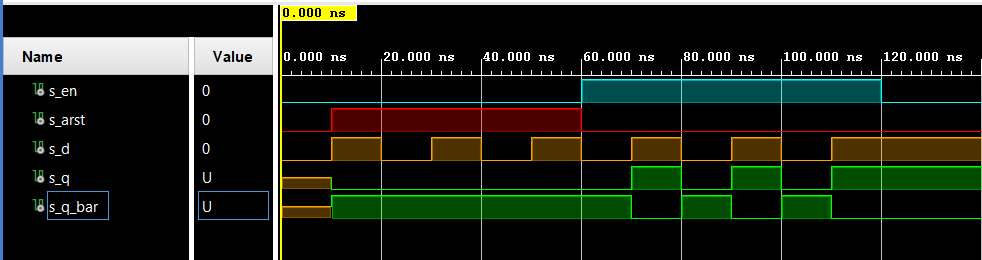 0.000 ns
Name Value 0.000 ns 20.000 ns 40.000 ns 60.000 ns 80.000 ns 100.000 ns 120.000 ns
s_en 0
s_arst 0
s_d 0
s_q U
s_q_bar U